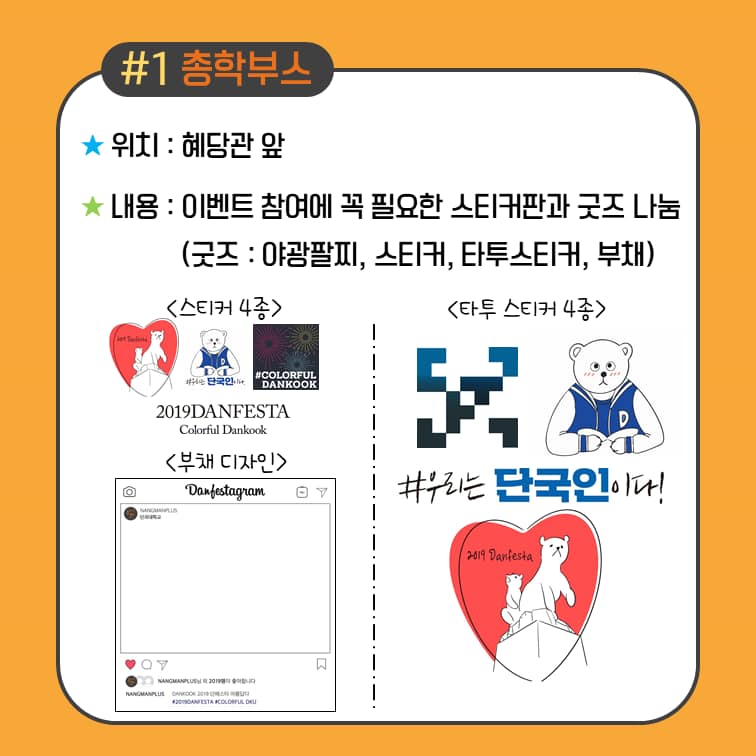 #1 총학부스
★ 위치 : 혜당관 앞
★ 내용 : 이벤트 참여에 꼭 필요한 스티커판과 굿즈 나눔
(굿즈 : 야광팔찌, 스티커, 타투스티커, 부채)
<스티커 4종>
2019 Danfesta
#우리는 단국인이다!
#COLORFUL
DANKOOK
2019DANFESTA
Colorful Dankook
<부채 디자인>
Danfestagram
NANGMANPLUS
단국대학교
NANGMANPLUS님 외 2019명이 좋아합니다
NANGMANPLUS DANKOOK 2019 단페스타 아름답다
#2019DANFESTA #COLORFUL DKU
<타투 스티커 4종>
D
#우리는 단국인이다!
2019 Danfesta